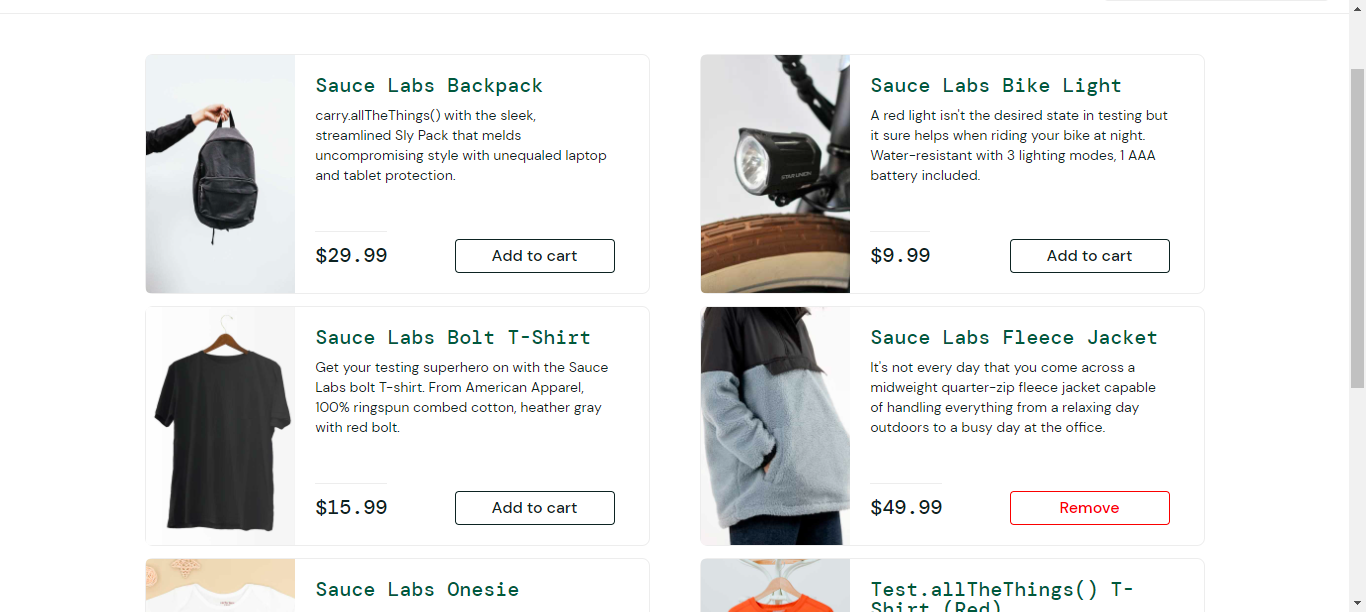 Sauce Labs Backpack
carry.allTheThings() with the sleek,
streamlined Sly Pack that melds
uncompromising style with unequaled laptop
and tablet protection.
$29.99
Add to cart
Sauce Labs Bike Light
A red light isn't the desired state in testing but
it sure helps when riding your bike at night.
Water-resistant with 3 lighting modes, 1 AAA
battery included.
$9.99
Add to cart
Sauce Labs Bolt T-Shirt
Get your testing superhero on with the Sauce
Labs bolt T-shirt. From American Apparel,
100% ringspun combed cotton, heather gray
with red bolt.
$15.99
Add to cart
Sauce Labs Fleece Jacket
It's not every day that you come across a
midweight quarter-zip fleece jacket capable
of handling everything from a relaxing day
outdoors to a busy day at the office.
$49.99
Remove
Sauce Labs Onesie
Test.allTheThings() T-
Shirt (Red)